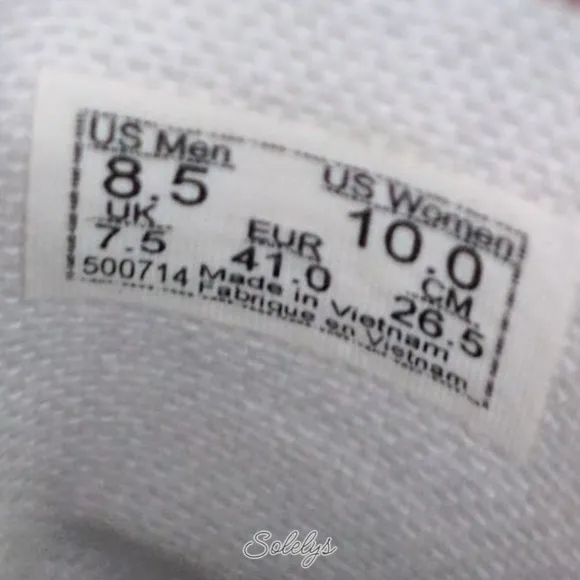 US Men US Women
8.5 10.0
UK EUR CM
7.5 41.0 26.5
500714 Made in Vietnam
Fabrique en Vietnam
Solelys